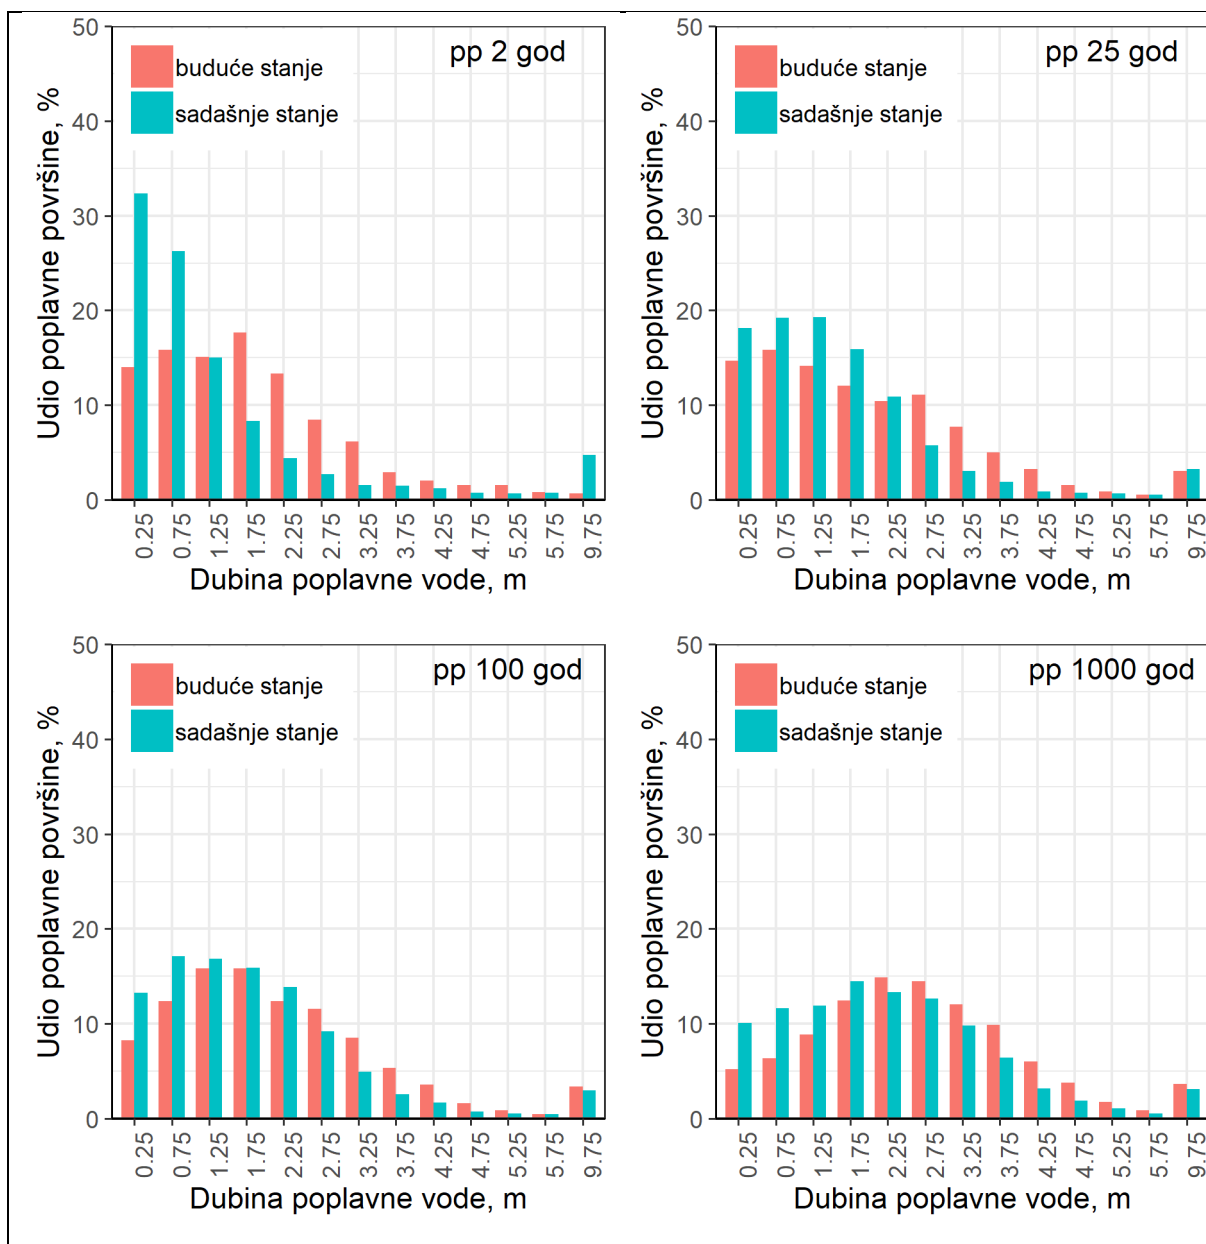 pp 2 god
buduće stanje
sadašnje stanje
Udio poplavne površine, %
50
40
30
20
10
0
0.25 0.75 1.25 1.75 2.25 2.75 3.25 3.75 4.25 4.75 5.25 5.75 9.75
Dubina poplavne vode, m
pp 25 god
buduće stanje
sadašnje stanje
Udio poplavne površine, %
50
40
30
20
10
0
0.25 0.75 1.25 1.75 2.25 2.75 3.25 3.75 4.25 4.75 5.25 5.75 9.75
Dubina poplavne vode, m
pp 100 god
buduće stanje
sadašnje stanje
Udio poplavne površine, %
50
40
30
20
10
0
0.25 0.75 1.25 1.75 2.25 2.75 3.25 3.75 4.25 4.75 5.25 5.75 9.75
Dubina poplavne vode, m
pp 1000 god
buduće stanje
sadašnje stanje
Udio poplavne površine, %
50
40
30
20
10
0
0.25 0.75 1.25 1.75 2.25 2.75 3.25 3.75 4.25 4.75 5.25 5.75 9.75
Dubina poplavne vode, m